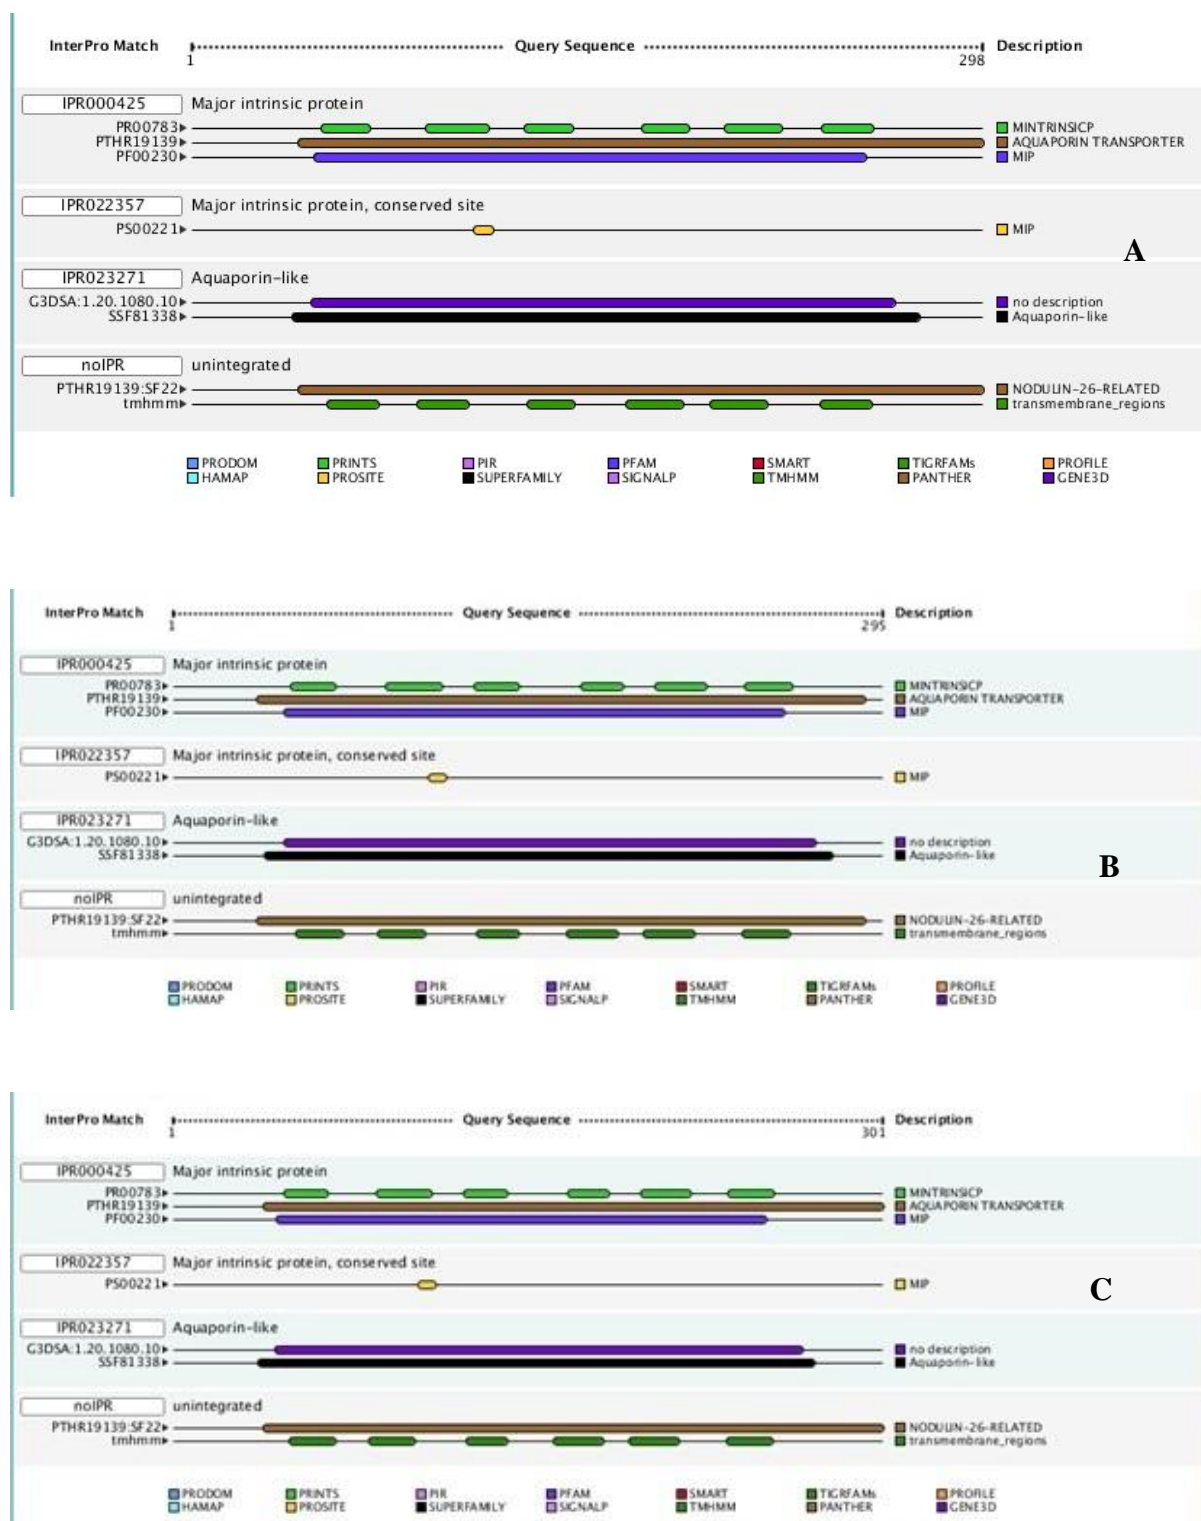 InterPro Match Query Sequence Description
1 298
IPR000425 Major intrinsic protein
PR00783 MINTRINSICP
PTHR19139 AQUAPORIN TRANSPORTER
PF00230 MIP
IPR022357 Major intrinsic protein, conserved site
PS00221 MIP
A
IPR023271 Aquaporin-like
G3DSA:1.20.1080.10 no description
SSF81338 Aquaporin-like
noIPR unintegrated
PTHR19139:SF22 NODULIN-26-RELATED
tmhmm transmembrane_regions
PRODOM PRINTS PIR PFAM SMART TIGRFAMs PROFILE
HAMAP PROSITE SUPERFAMILY SIGNALP TMHMM PANTHER GENE3D
InterPro Match Query Sequence Description
1 295
IPR000425 Major intrinsic protein
PR00783 MINTRINSICP
PTHR19139 AQUAPORIN TRANSPORTER
PF00230 MIP
IPR022357 Major intrinsic protein, conserved site
PS00221 MIP
IPR023271 Aquaporin-like
G3DSA:1.20.1080.10 no description
SSF81338 Aquaporin-like
B
noIPR unintegrated
PTHR19139:SF22 NODULIN-26-RELATED
tmhmm transmembrane_regions
PRODOM PRINTS PIR PFAM SMART TIGRFAMs PROFILE
HAMAP PROSITE SUPERFAMILY SIGNALP TMHMM PANTHER GENE3D
InterPro Match Query Sequence Description
1 301
IPR000425 Major intrinsic protein
PR00783 MINTRINSICP
PTHR19139 AQUAPORIN TRANSPORTER
PF00230 MIP
IPR022357 Major intrinsic protein, conserved site
PS00221 MIP
C
IPR023271 Aquaporin-like
G3DSA:1.20.1080.10 no description
SSF81338 Aquaporin-like
noIPR unintegrated
PTHR19139:SF22 NODULIN-26-RELATED
tmhmm transmembrane_regions
PRODOM PRINTS PIR PFAM SMART TIGRFAMs PROFILE
HAMAP PROSITE SUPERFAMILY SIGNALP TMHMM PANTHER GENE3D